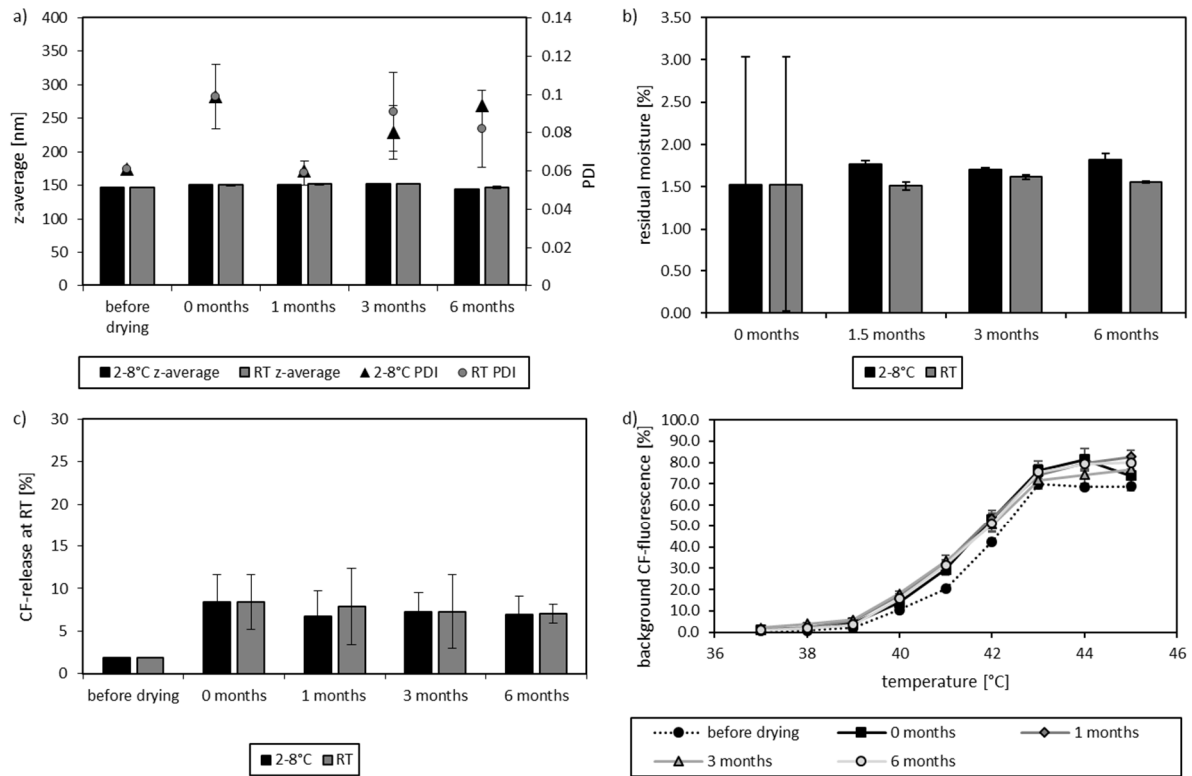 a)
400
350
300
250
200
150
100
50
0
z-average [nm]
0.14
0.12
0.1
0.08
0.06
0.04
0.02
0
PDI
before drying
0 months
1 months
3 months
6 months
2-8°C z-average
RT z-average
2-8°C PDI
RT PDI
b)
3.50
3.00
2.50
2.00
1.50
1.00
0.50
0.00
residual moisture [%]
0 months
1.5 months
3 months
6 months
2-8°C
RT
c)
30
25
20
15
10
5
0
CF-release at RT [%]
before drying
0 months
1 months
3 months
6 months
2-8°C
RT
d)
100.0
90.0
80.0
70.0
60.0
50.0
40.0
30.0
20.0
10.0
0.0
background CF-fluorescence [%]
36
38
40
42
44
46
temperature [°C]
before drying
0 months
1 months
3 months
6 months